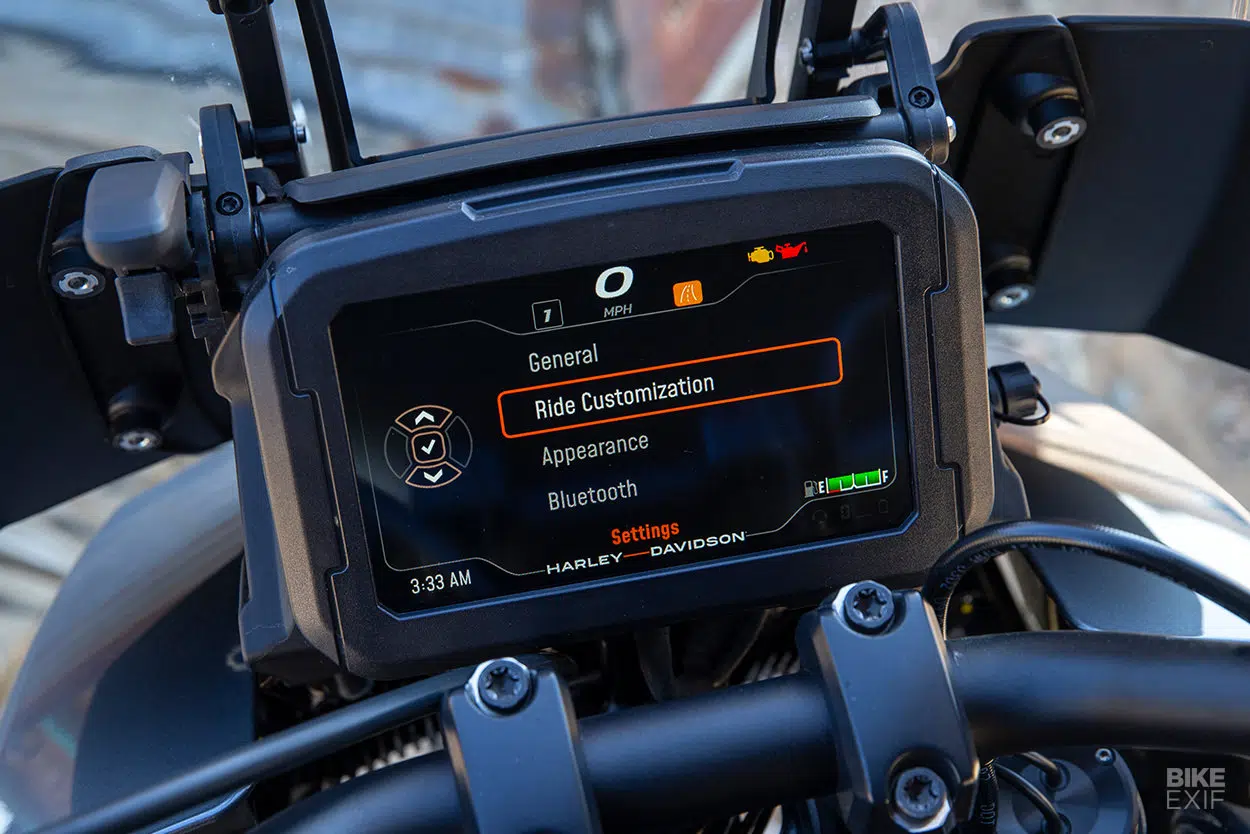 0
1
MPH
General
Ride Customization
Appearance
Bluetooth
E F
Settings
HARLEY-DAVIDSON
3:33 AM
BIKE
EXIF